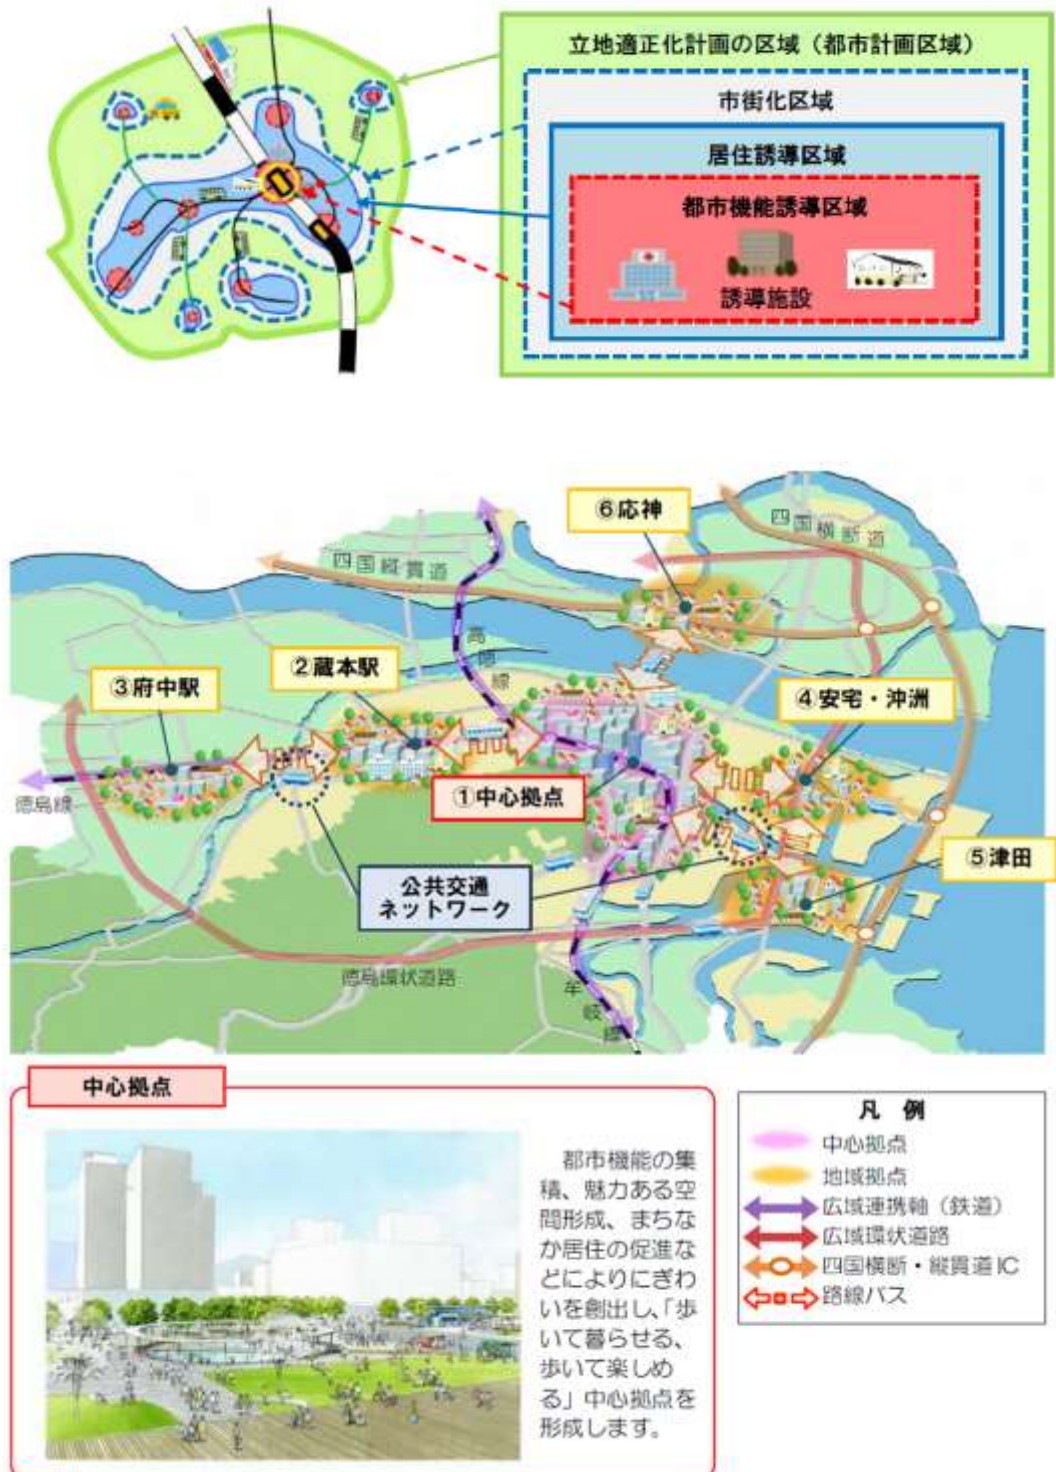 立地適正化計画の区域（都市計画区域）
市街化区域
居住誘導区域
都市機能誘導区域
誘導施設
⑥応神
四国横断道
四国縦貫道
高徳線
②蔵本駅
③府中駅
④安宅・沖洲
①中心拠点
徳島線
⑤津田
公共交通
ネットワーク
徳島環状道路
牟岐線
中心拠点
都市機能の集
積、魅力ある空
間形成、まちな
か居住の促進な
どによりにぎわ
いを創出し、「歩
いて暮らせる、
歩いて楽しめ
る」中心拠点を
形成します。
凡 例
中心拠点
地域拠点
広域連携軸（鉄道）
広域環状道路
四国横断・縦貫道IC
路線バス